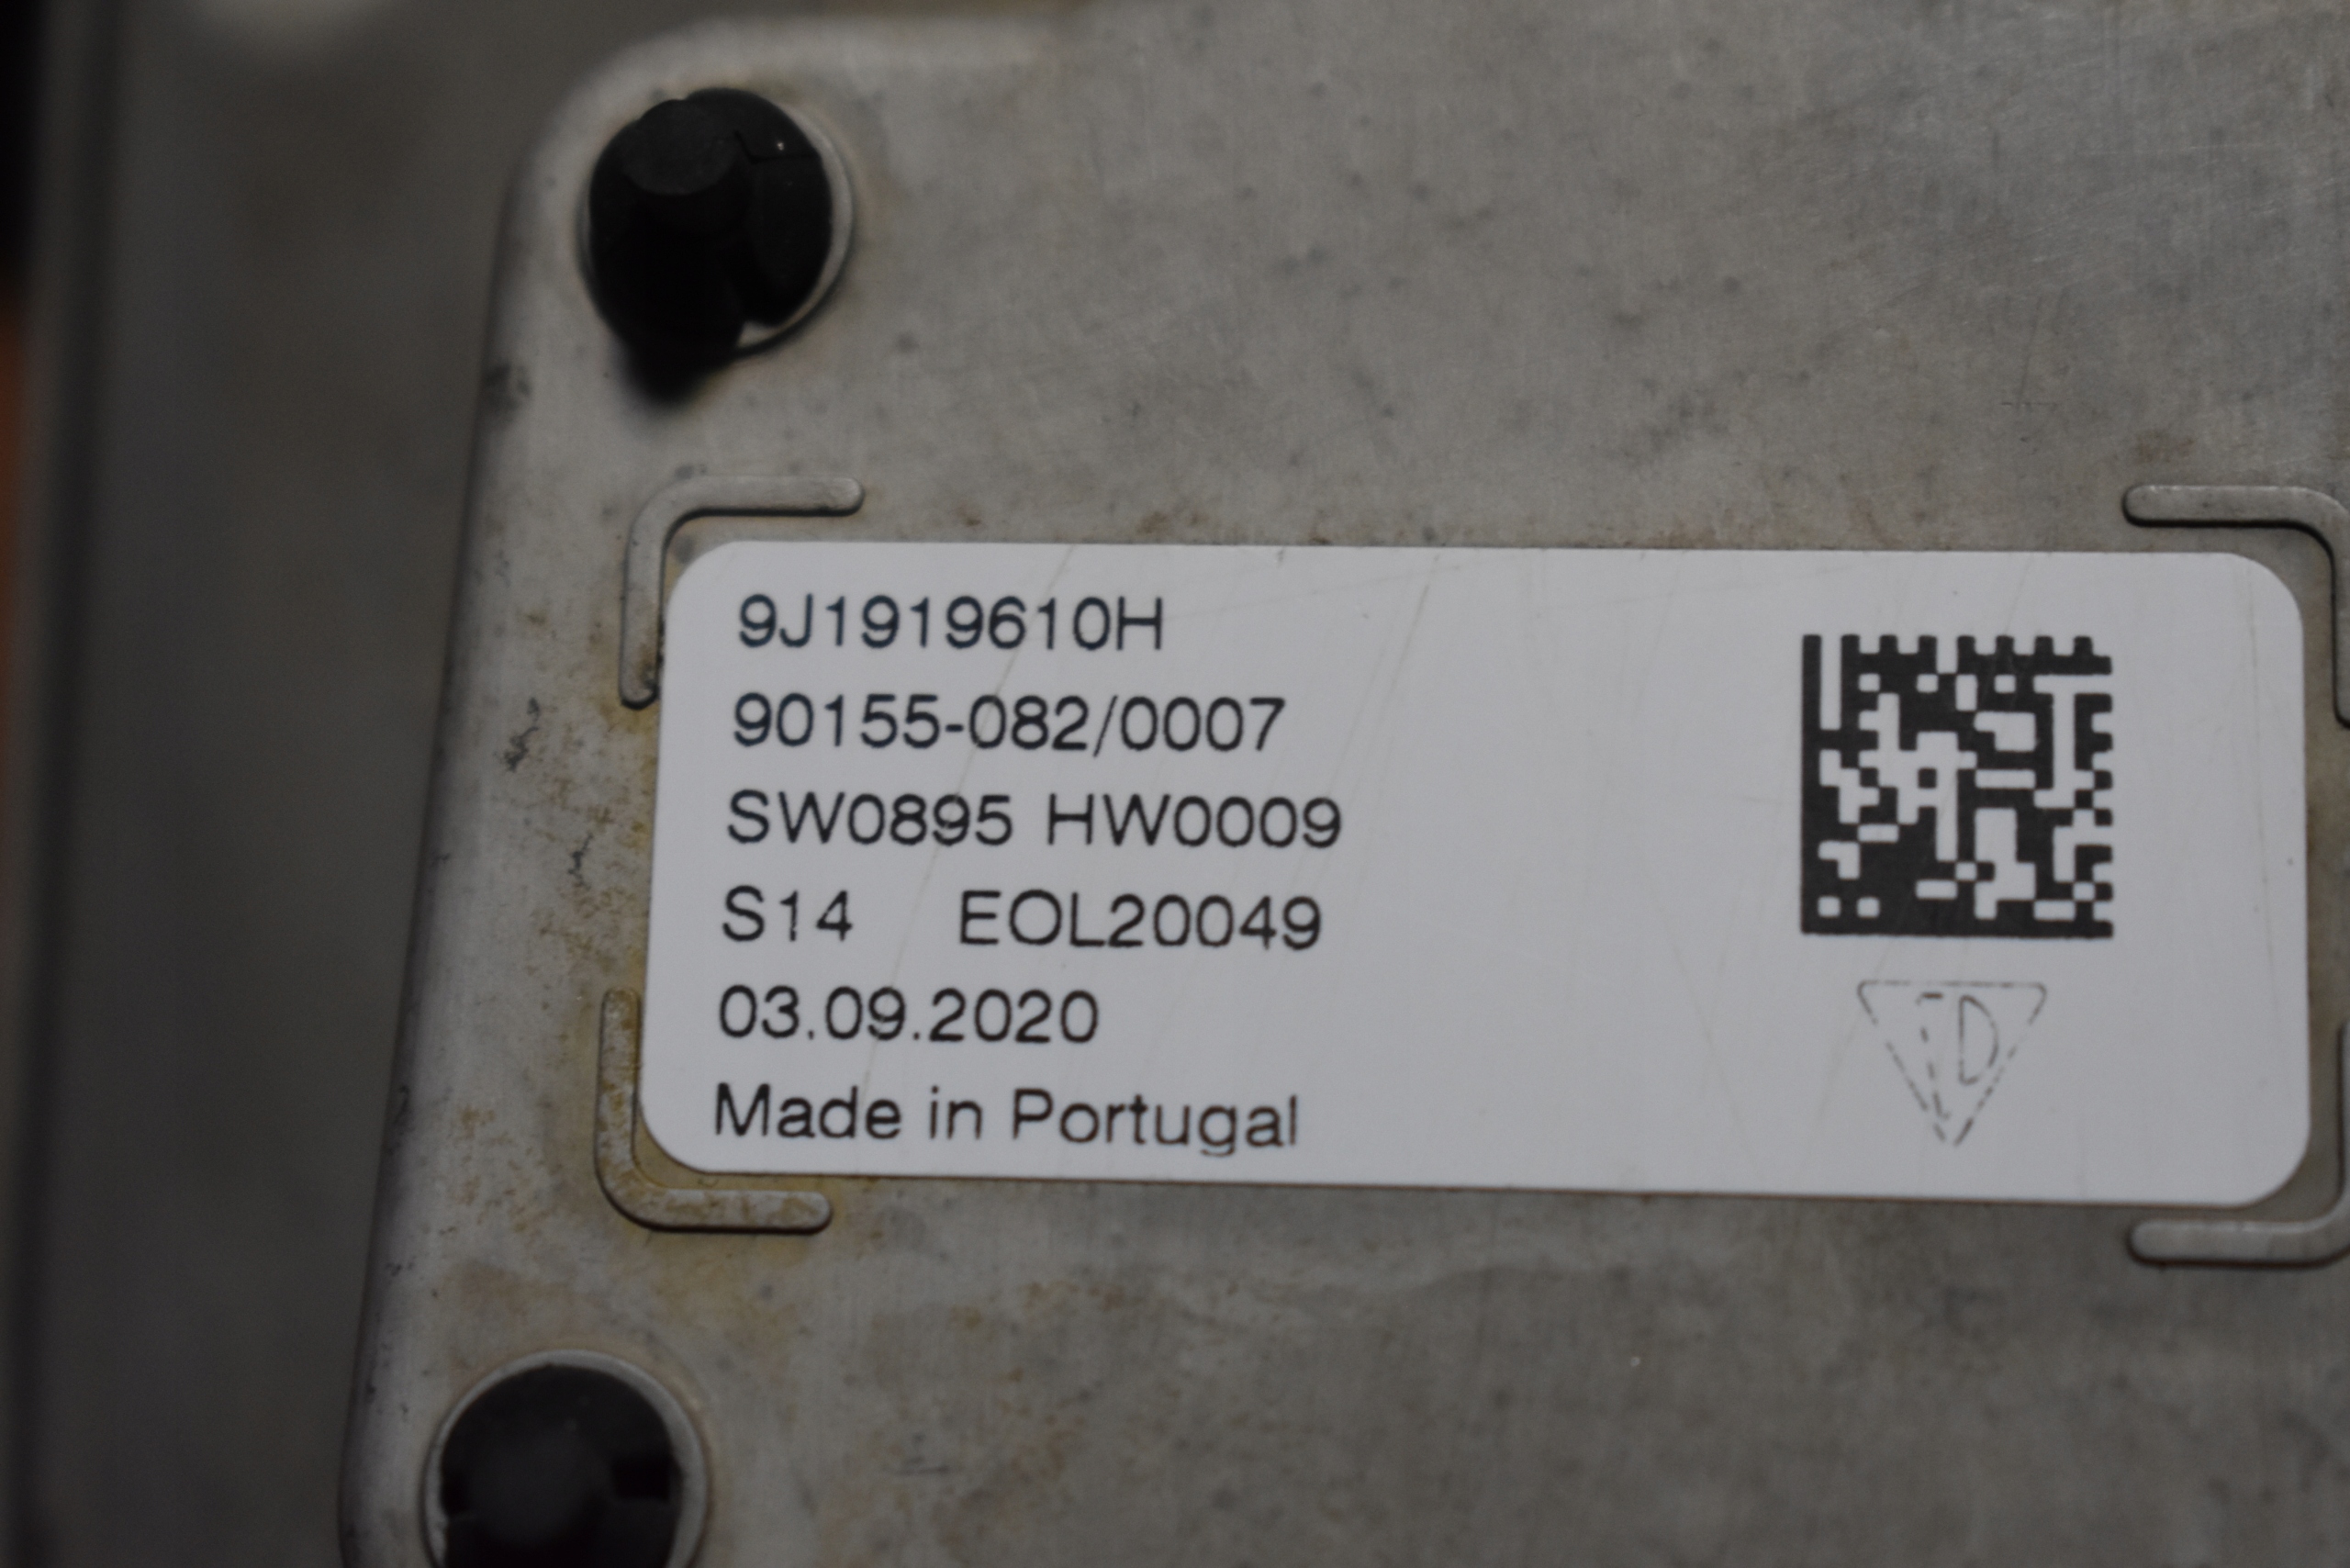 9J1919610H
90155-082/0007
SW0895 HW0009
S14 EOL20049
03.09.2020
Made in Portugal